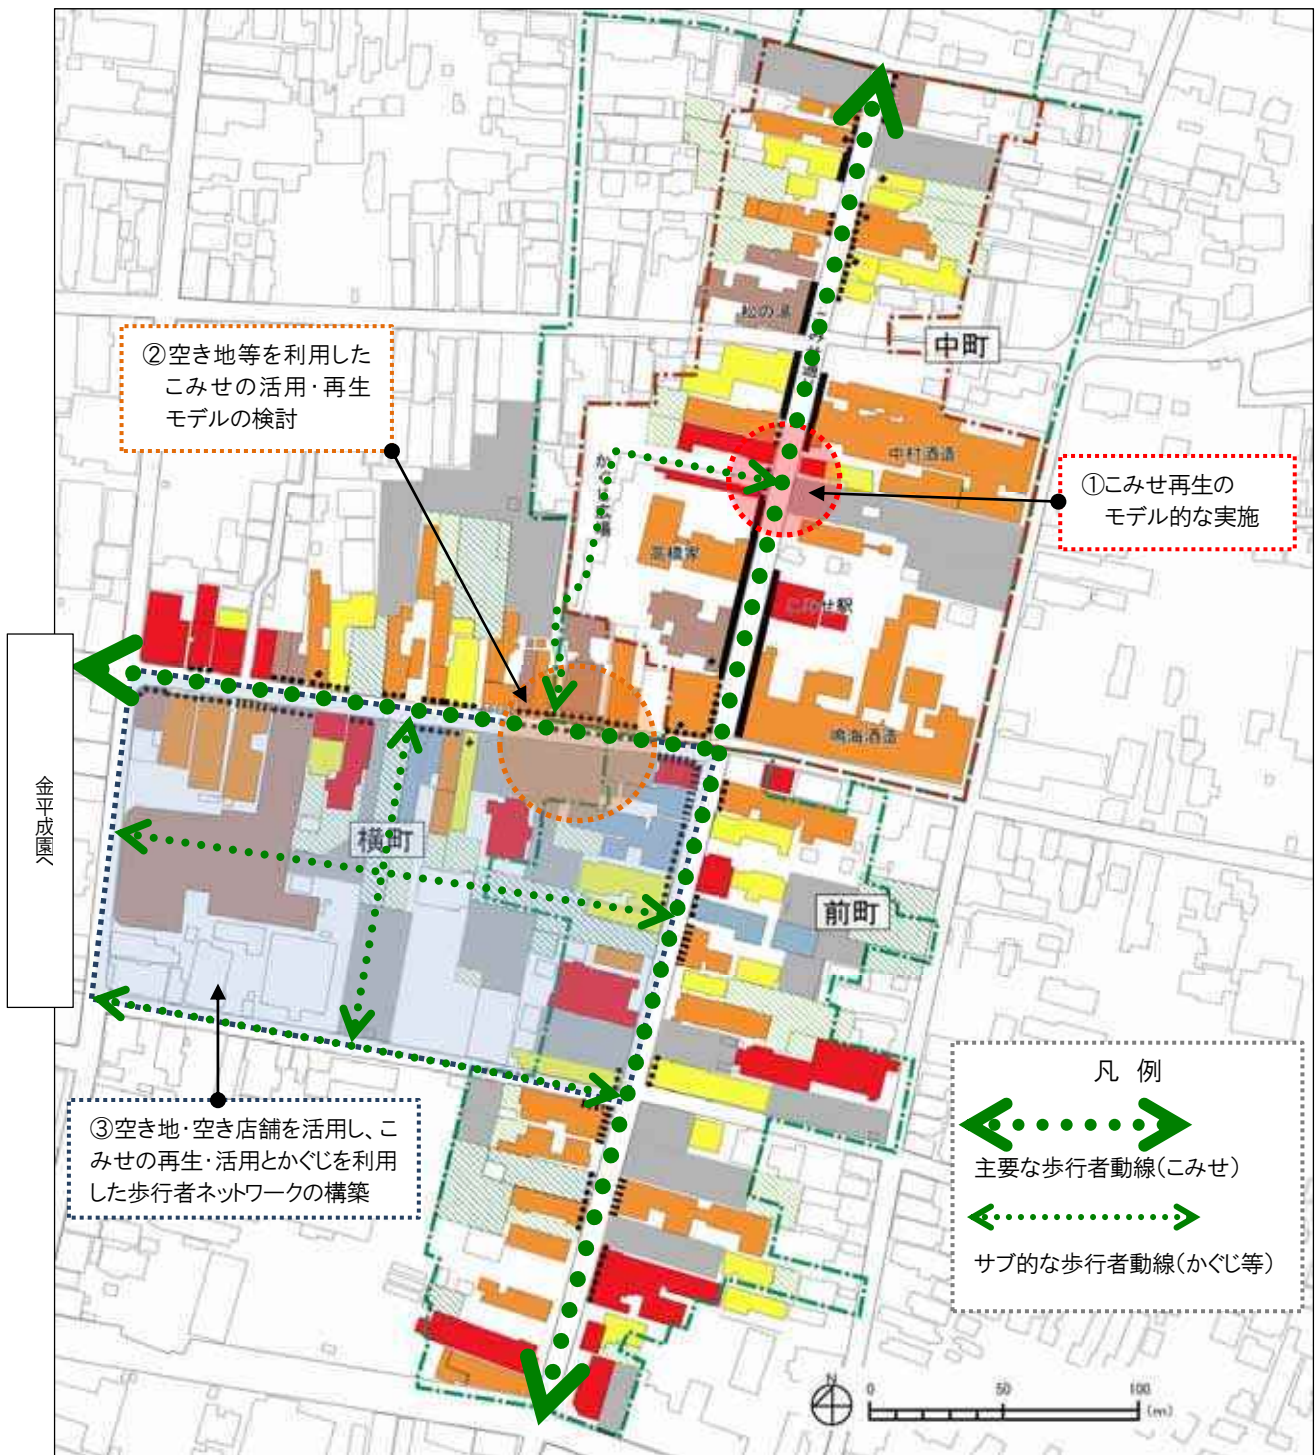 松の湯
中町
②空き地等を利用した
こみせの活用・再生
モデルの検討
中村酒造
①こみせ再生の
モデル的な実施
高橋家
こみせ駅
鳴海酒造
金平成園へ
横町
前町
③空き地・空き店舗を活用し、こ
みせの再生・活用とかぐじを利用
した歩行者ネットワークの構築
凡 例
主要な歩行者動線(こみせ)
サブ的な歩行者動線(かぐじ等)
N
0 50 100
(m)